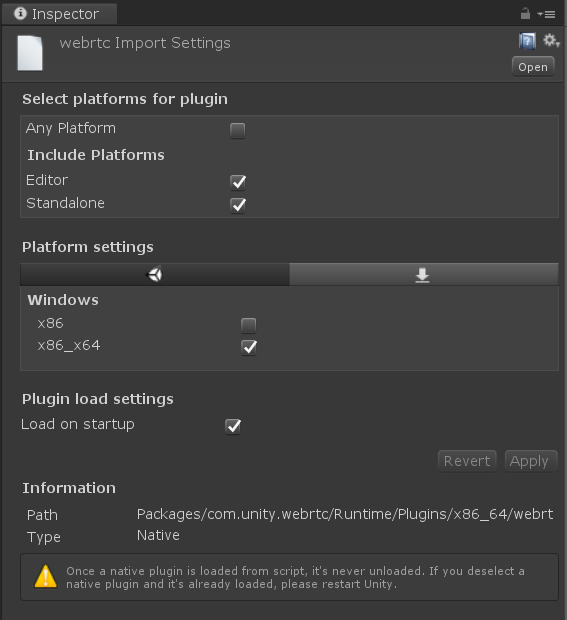 Inspector
webrtc Import Settings
Open
Select platforms for plugin
Any Platform
Include Platforms
Editor
Standalone
Platform settings
Windows
x86
x86_x64
Plugin load settings
Load on startup
Revert Apply
Information
Path Packages/com.unity.webrtc/Runtime/Plugins/x86_64/webrt
Type Native
Once a native plugin is loaded from script, it's never unloaded. If you deselect a
native plugin and it's already loaded, please restart Unity.